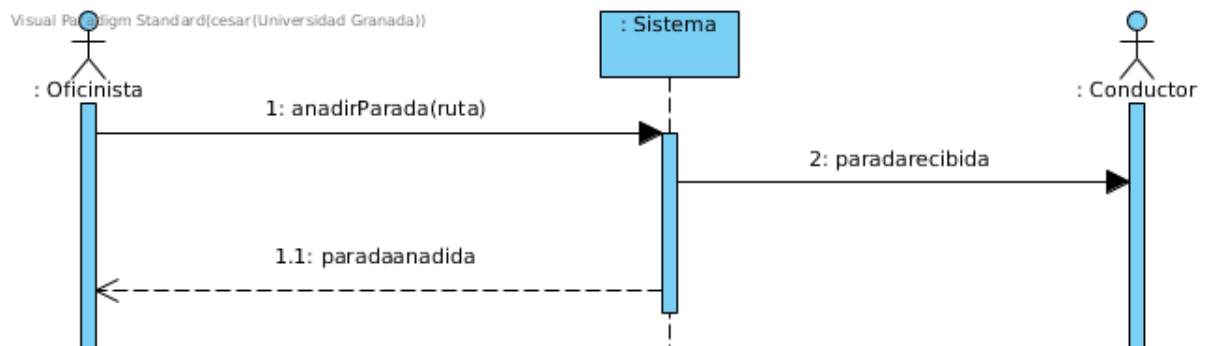 Visual Paradigm Standard(cesar(Universidad Granada))
: Sistema
: Oficinista
: Conductor
1: anadirParada(ruta)
2: paradarecibida
1.1: paradaanadida